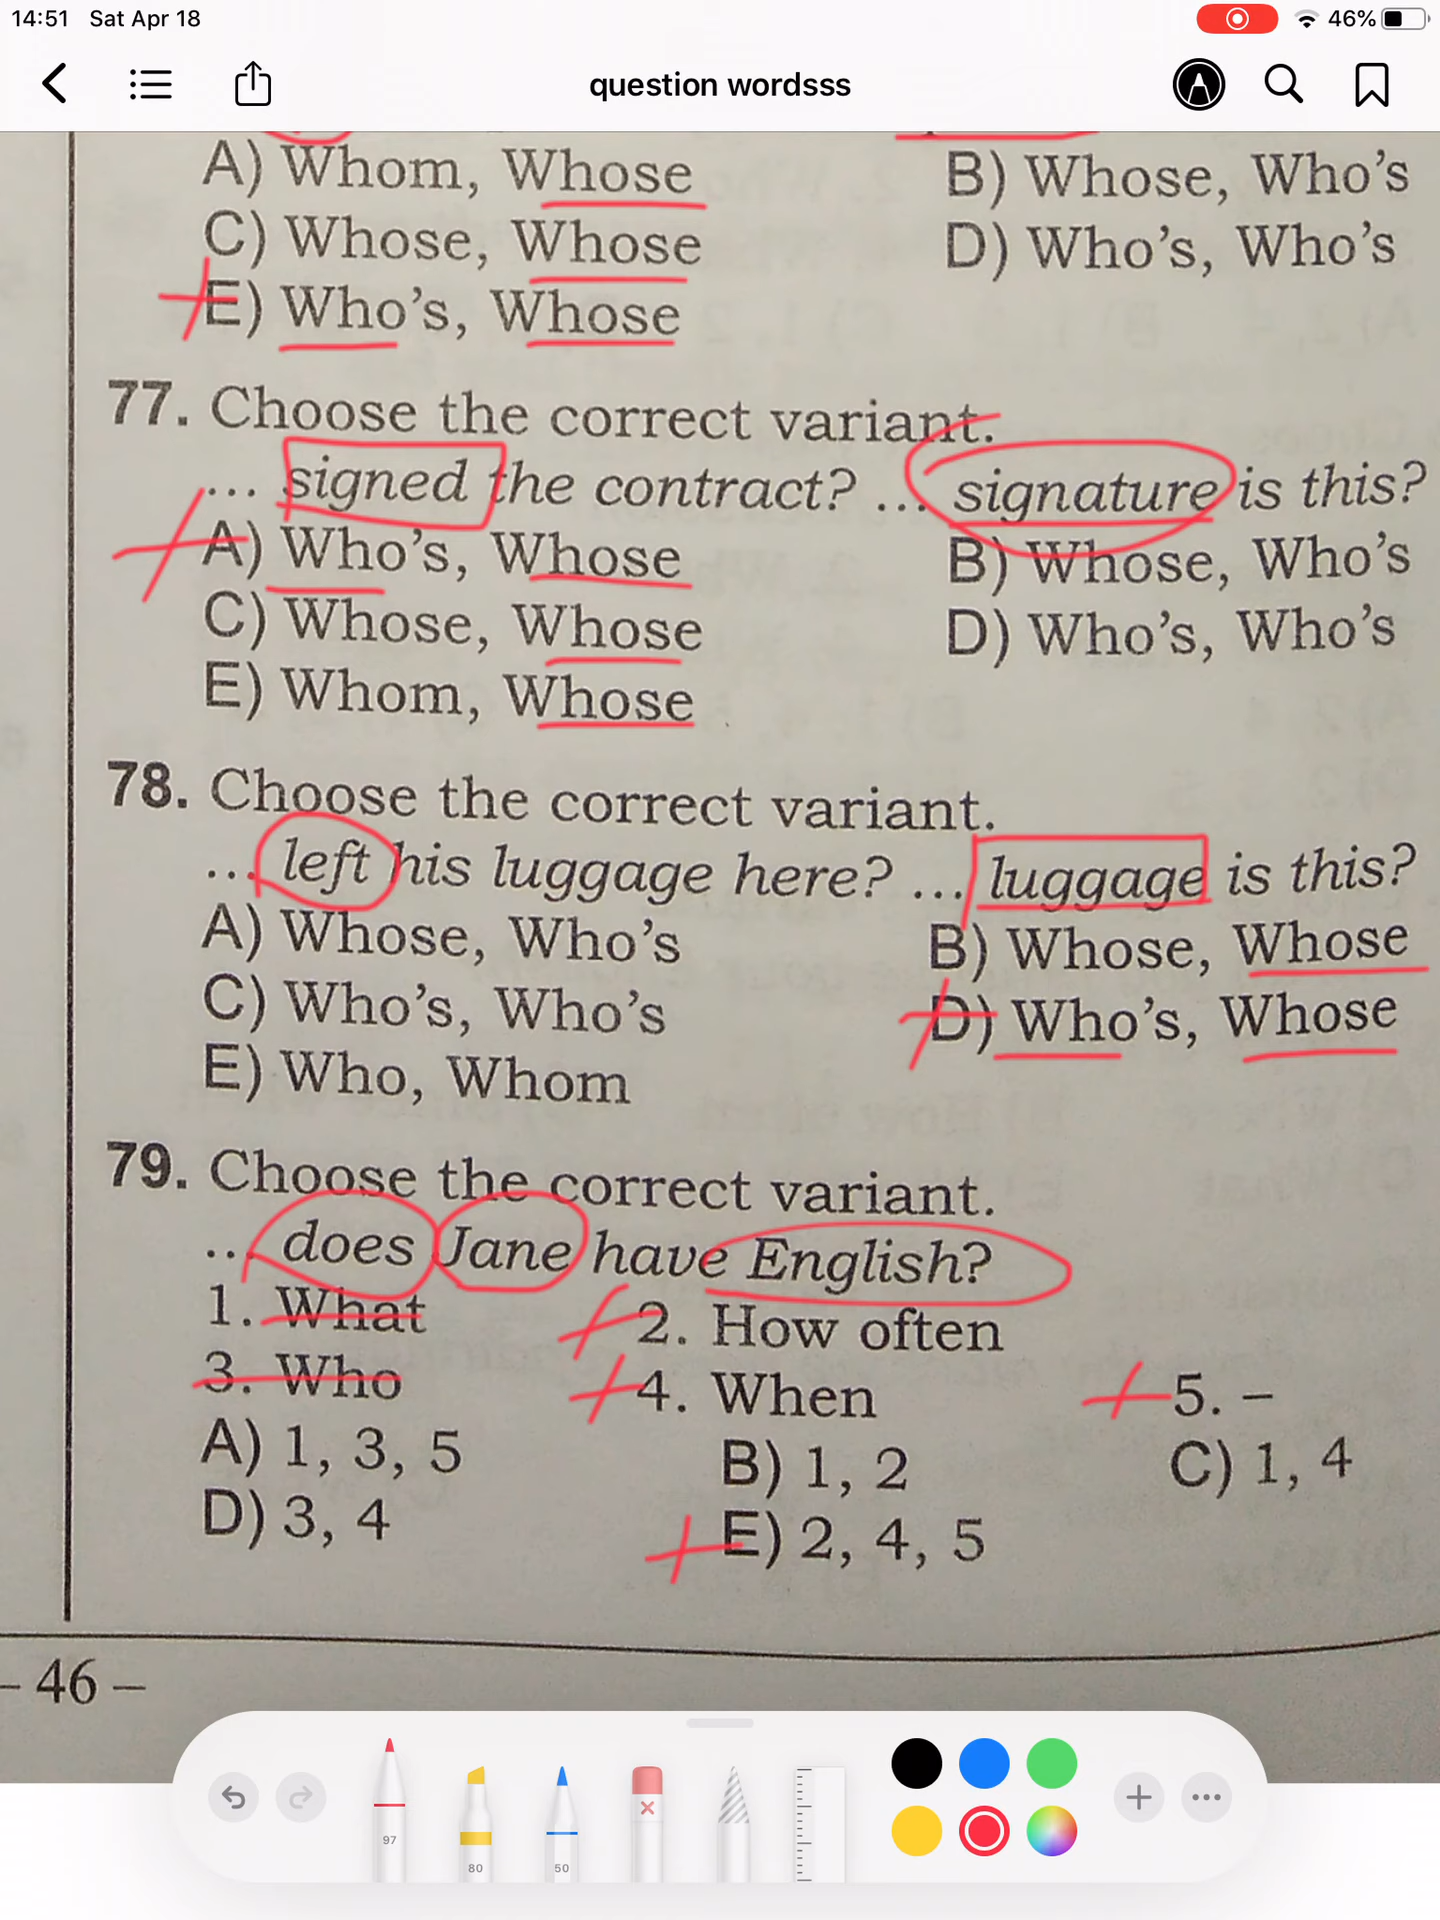 14:51 Sat Apr 18
46%
question wordsss
A) Whom, Whose B) Whose, Who's
C) Whose, Whose D) Who's, Who's
E) Who's, Whose
77. Choose the correct variant.
... signed the contract? ... signature is this?
A) Who's, Whose B) Whose, Who's
C) Whose, Whose D) Who's, Who's
E) Whom, Whose
78. Choose the correct variant.
... left his luggage here? ... luggage is this?
A) Whose, Who's B) Whose, Whose
C) Who's, Who's D) Who's, Whose
E) Who, Whom
79. Choose the correct variant.
... does Jane have English?
1. What 2. How often
3. Who 4. When 5. –
A) 1, 3, 5 B) 1, 2 C) 1, 4
D) 3, 4 E) 2, 4, 5
– 46 –
97
80
50